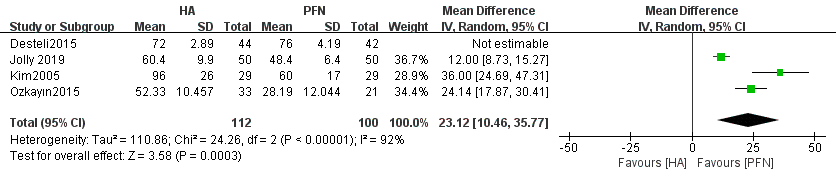 HA PFN Mean Difference Mean Difference
Study or Subgroup Mean SD Total Mean SD Total Weight IV, Random, 95% CI IV, Random, 95% CI
Desteli2015 72 2.89 44 76 4.19 42 Not estimable
Jolly 2019 60.4 9.9 50 48.4 6.4 50 36.7% 12.00 [8.73, 15.27]
Kim2005 96 26 29 60 17 29 28.9% 36.00 [24.69, 47.31]
Ozkayın2015 52.33 10.457 33 28.19 12.044 21 34.4% 24.14 [17.87, 30.41]
Total (95% CI) 112 100 100.0% 23.12 [10.46, 35.77]
Heterogeneity: Tau² = 110.86; Chi² = 24.26, df = 2 (P < 0.00001); I² = 92%
Test for overall effect: Z = 3.58 (P = 0.0003)
-50 -25 0 25 50
Favours [HA] Favours [PFN]